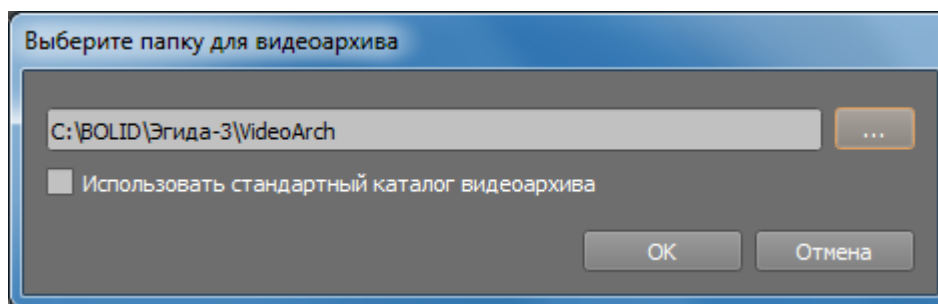 Выберите папку для видеоархива
C:\BOLID\Эгида-3\VideoArch ...
Использовать стандартный каталог видеоархива
OK Отмена